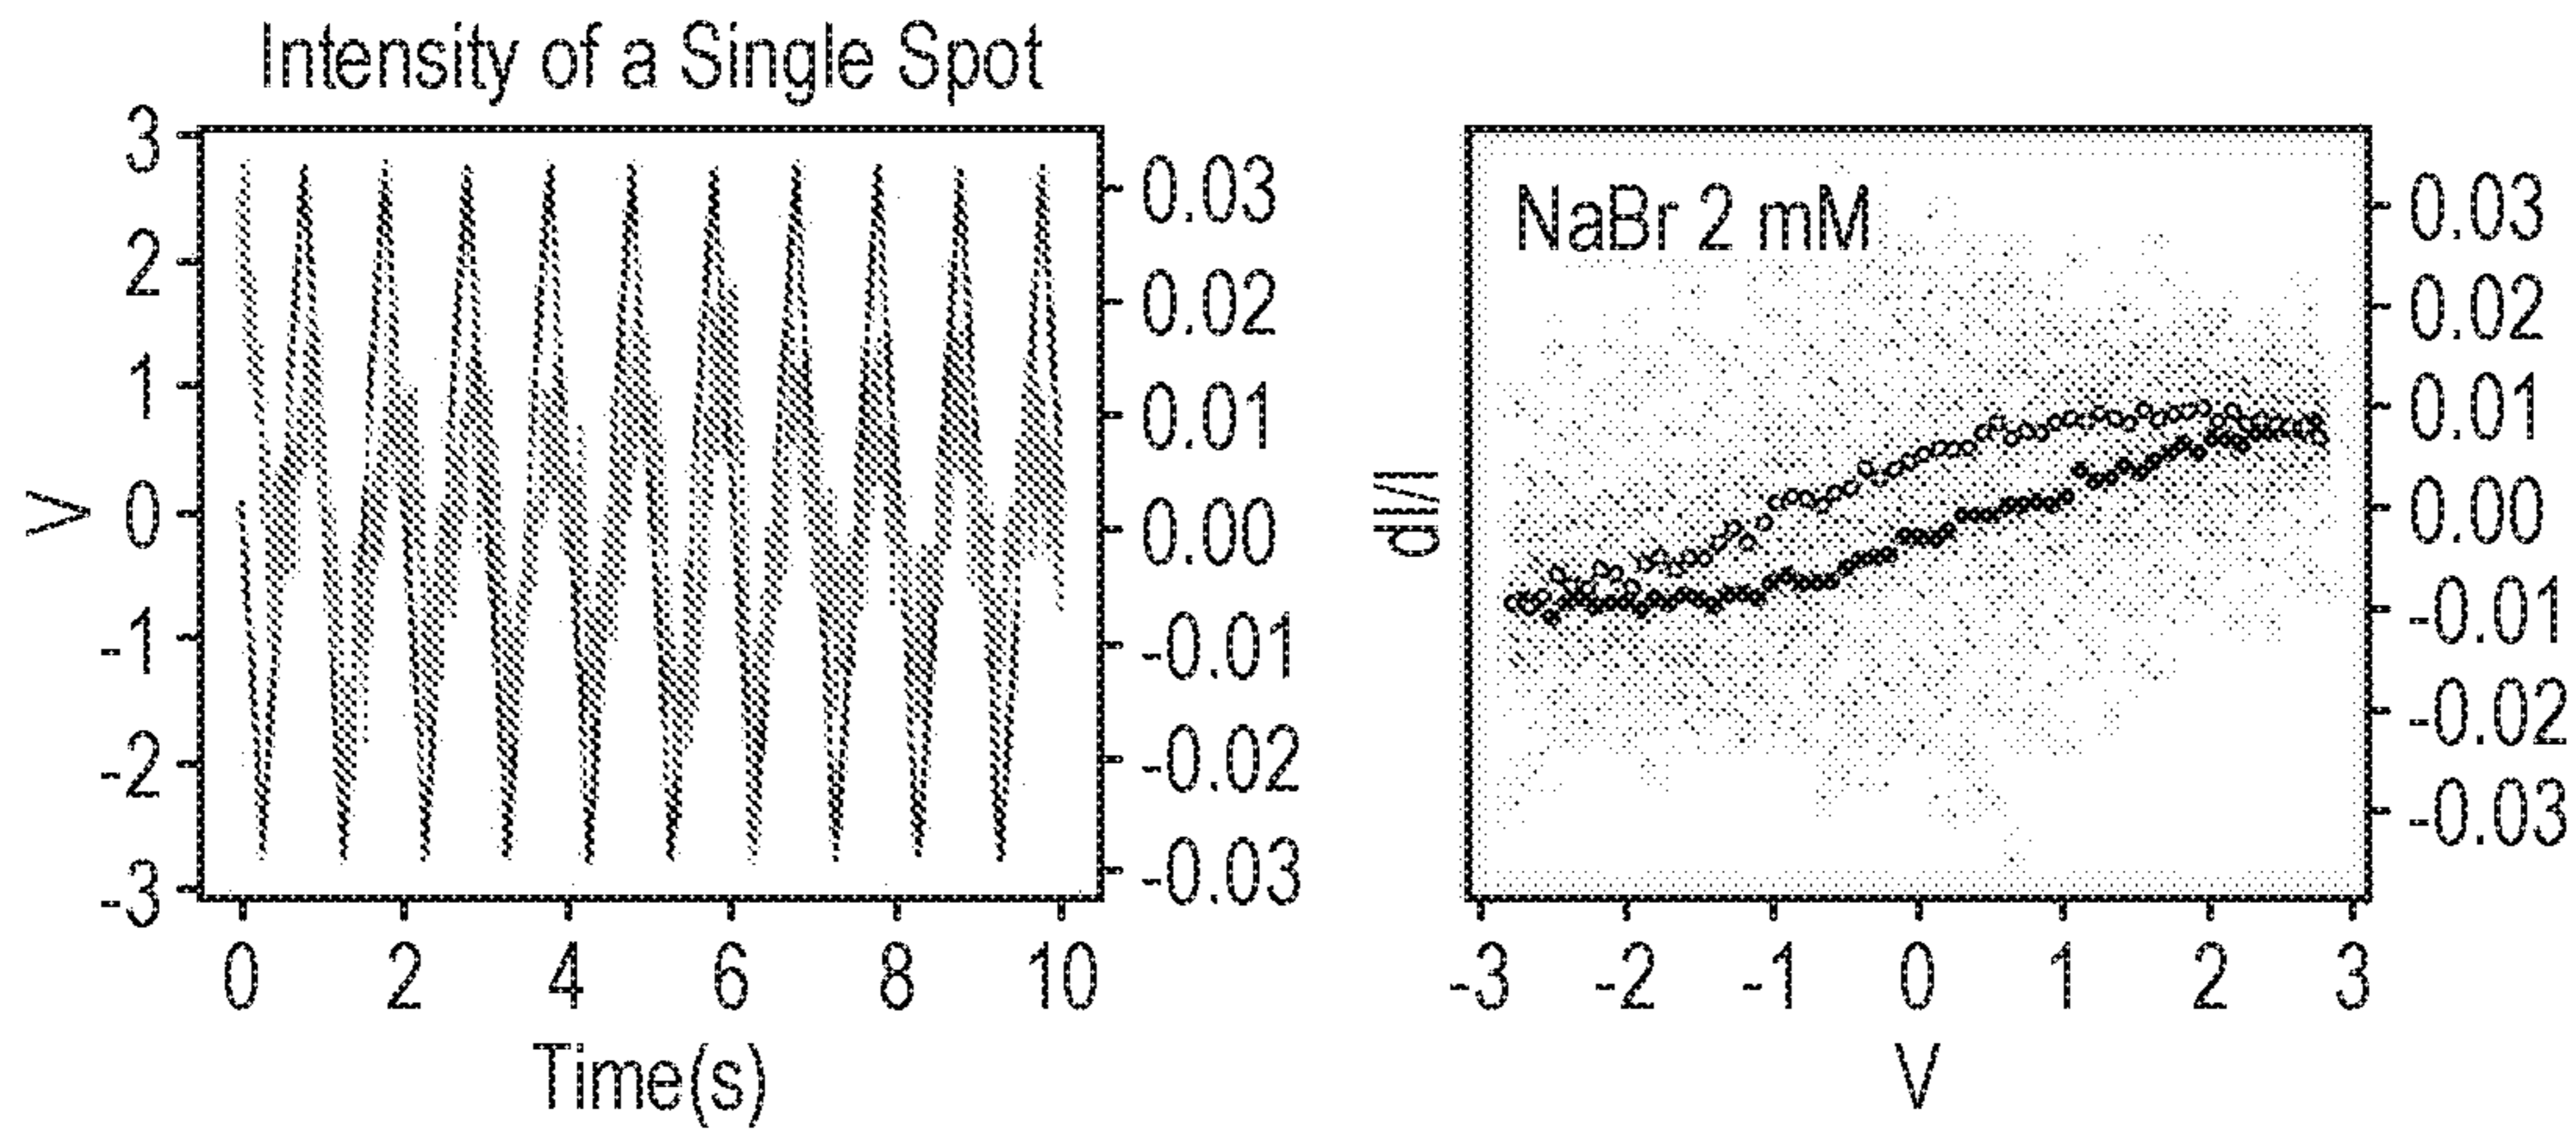 Intensity of a Single Spot
3
2
1
0
-1
-2
-3
V
0.03
0.02
0.01
0.00
-0.01
-0.02
-0.03
0 2 4 6 8 10
Time(s)
NaBr 2 mM
dI/I
0.03
0.02
0.01
0.00
-0.01
-0.02
-0.03
-3 -2 -1 0 1 2 3
V